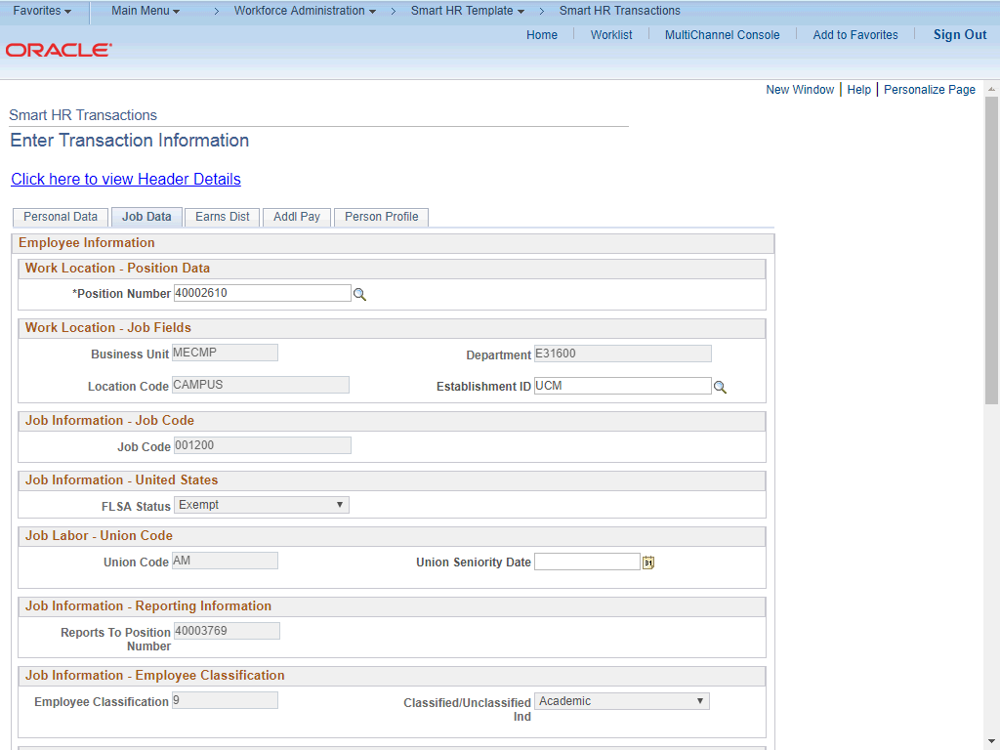 Favorites Main Menu > Workforce Administration > Smart HR Template > Smart HR Transactions
Home Worklist MultiChannel Console Add to Favorites Sign Out
ORACLE
New Window Help Personalize Page
Smart HR Transactions
Enter Transaction Information
Click here to view Header Details
Personal Data Job Data Earns Dist Addl Pay Person Profile
Employee Information
Work Location - Position Data
*Position Number 40002610
Work Location - Job Fields
Business Unit MECMP Department E31600
Location Code CAMPUS Establishment ID UCM
Job Information - Job Code
Job Code 001200
Job Information - United States
FLSA Status Exempt
Job Labor - Union Code
Union Code AM Union Seniority Date 31
Job Information - Reporting Information
Reports To Position Number 40003769
Job Information - Employee Classification
Employee Classification 9 Classified/Unclassified Ind Academic